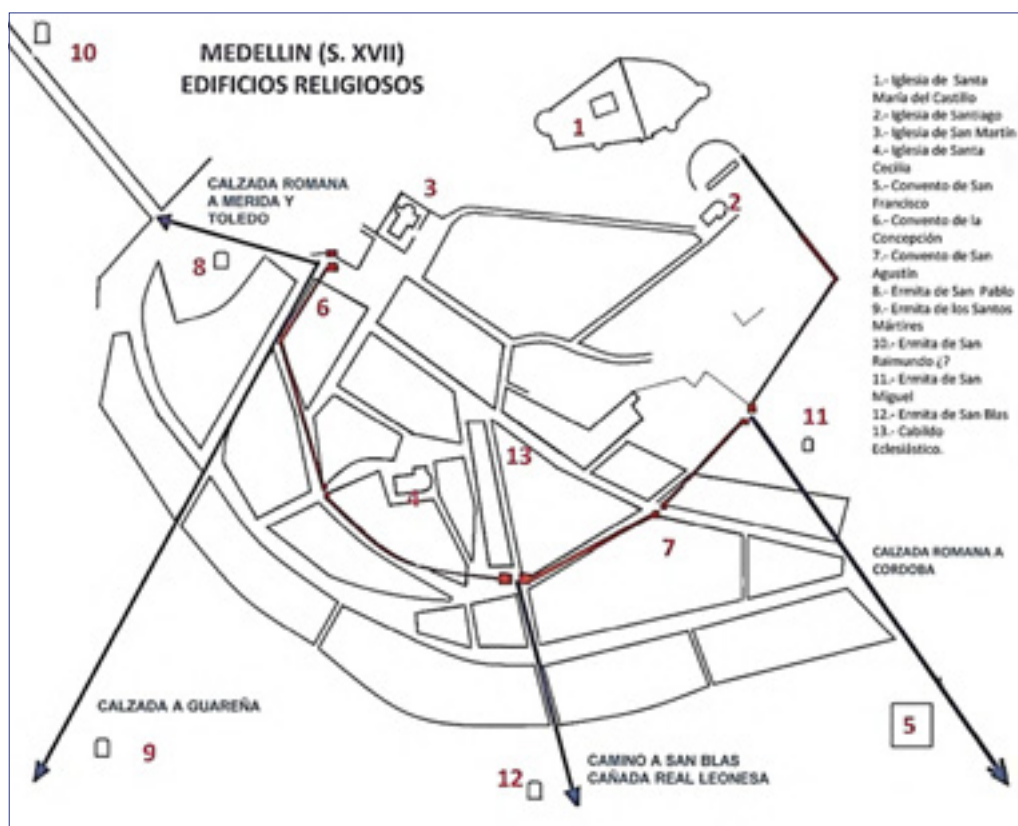 MEDELLIN (S. XVII)
EDIFICIOS RELIGIOSOS
10
1
2
3
CALZADA ROMANA
A MERIDA Y
TOLEDO
8
6
11
13
4
7
CALZADA ROMANA A
CORDOBA
CALZADA A GUAREÑA
9
5
12
CAMINO A SAN BLAS
CAÑADA REAL LEONESA
1.- Iglesia de Santa
María del Castillo
2.- Iglesia de Santiago
3.- Iglesia de San Martín
4.- Iglesia de Santa
Cecilia
5.- Convento de San
Francisco
6.- Convento de la
Concepción
7.- Convento de San
Agustín
8.- Ermita de San Pablo
9.- Ermita de los Santos
Mártires
10.- Ermita de San
Raimundo ¿?
11.- Ermita de San
Miguel
12.- Ermita de San Blas
13.- Cabildo
Eclesiástico.